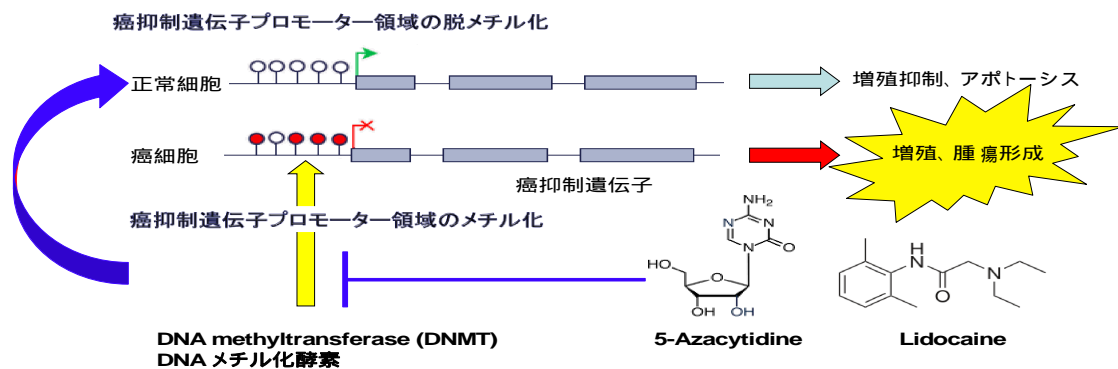 癌抑制遺伝子プロモーター領域の脱メチル化
正常細胞
増殖抑制、アポトーシス
癌細胞
増殖、腫瘍形成
癌抑制遺伝子
癌抑制遺伝子プロモーター領域のメチル化
NH2
N
N
N
O
HO
O
OH
OH
H
N
O
N
DNA methyltransferase (DNMT)
DNA メチル化酵素
5-Azacytidine
Lidocaine